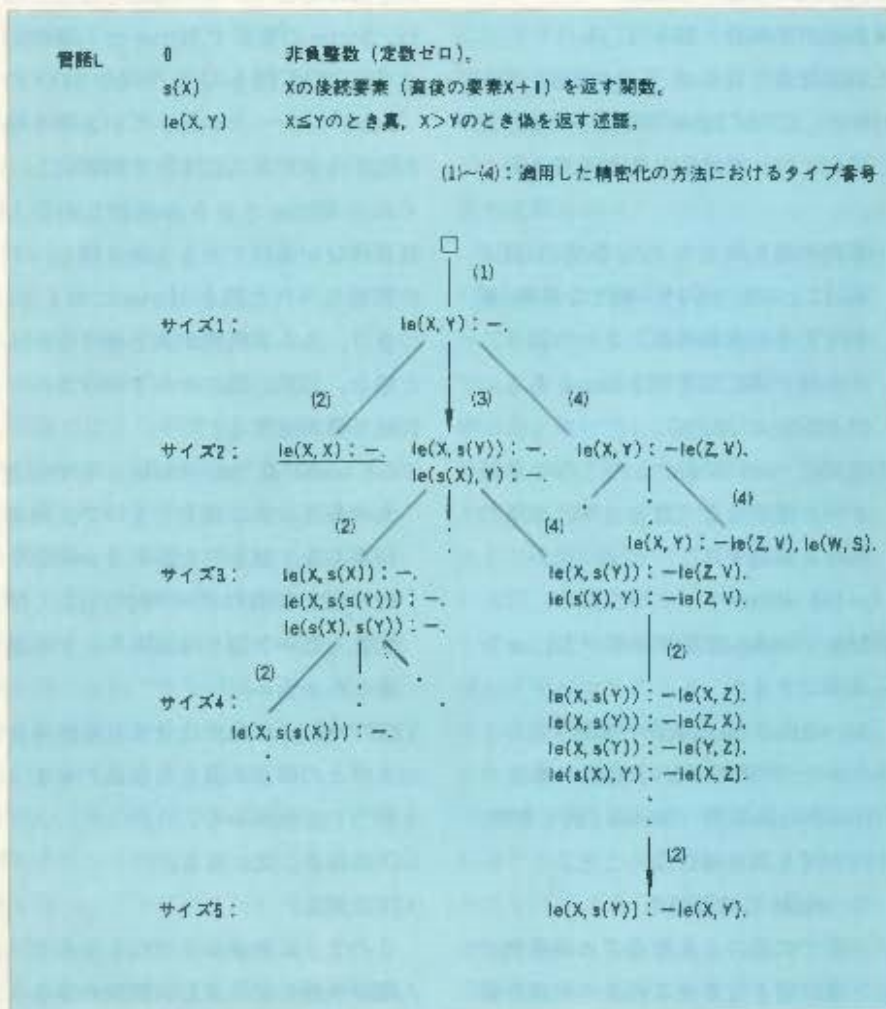 言語L 0 非負整数（定数ゼロ）。
s(X) Xの後続要素（直後の要素X+1）を返す関数。
le(X, Y) X≦Yのとき真，X>Yのとき偽を返す述語。
(1)~(4)：適用した精密化の方法におけるタイプ番号
□
(1)
サイズ1： le(X, Y)：—.
(2) (3) (4)
サイズ2： le(X, X)：—. le(X, s(Y))：—. le(X, Y)：—le(Z, V).
le(s(X), Y)：—.
(2) (4) (4)
le(X, Y)：—le(Z, V), le(W, S).
サイズ3： le(X, s(X))：—. le(X, s(Y))：—le(Z, V).
le(X, s(s(Y)))：—. le(s(X), Y)：—le(Z, V).
le(s(X), s(Y))：—.
(2) (2)
サイズ4： le(X, s(Y))：—le(X, Z).
le(X, s(s(X)))：—. le(X, s(Y))：—le(Z, X).
le(X, s(Y))：—le(Y, Z).
le(s(X), Y)：—le(X, Z).
(2)
サイズ5： le(X, s(Y))：—le(X, Y).